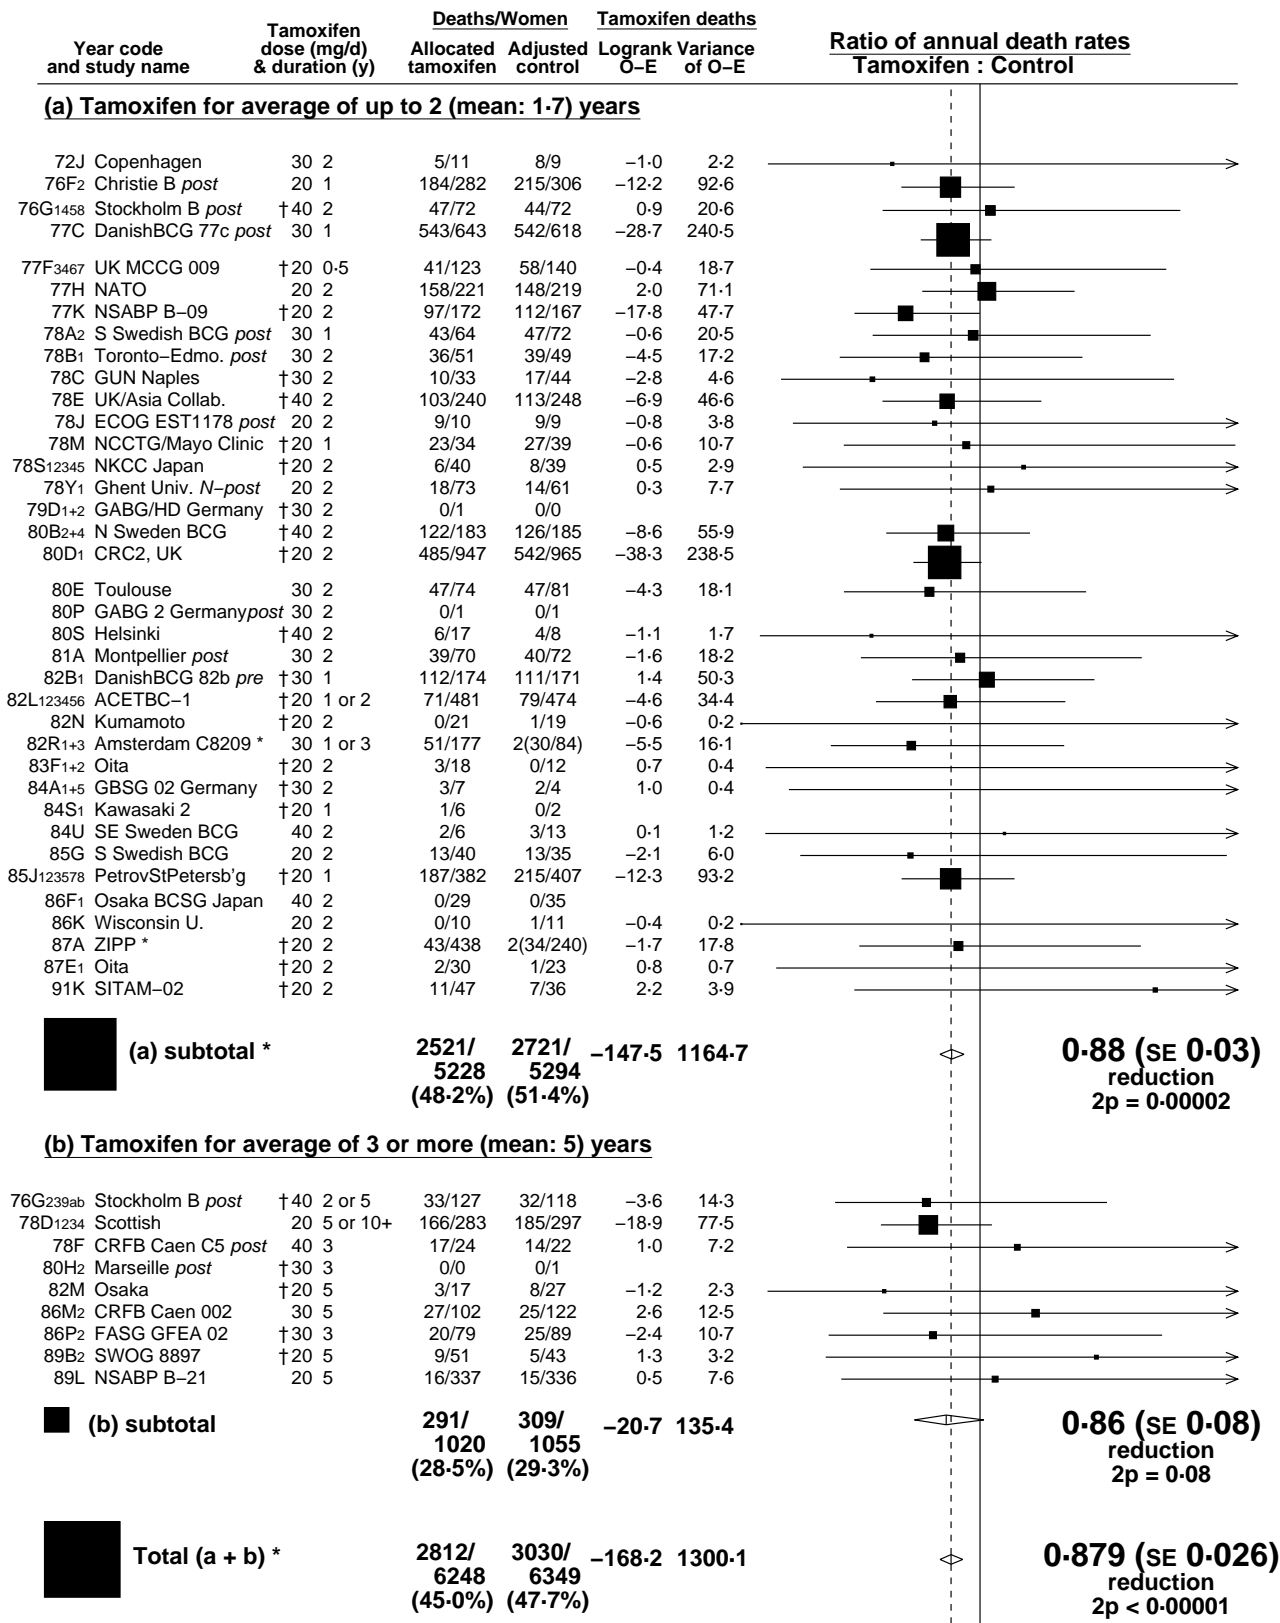 Deaths/Women Tamoxifen deaths
Year code and study name Tamoxifen dose (mg/d) & duration (y) Allocated tamoxifen Adjusted control Logrank O–E Variance of O–E Ratio of annual death rates Tamoxifen : Control
(a) Tamoxifen for average of up to 2 (mean: 1·7) years
72J Copenhagen 30 2 5/11 8/9 –1·0 2·2
76F2 Christie B post 20 1 184/282 215/306 –12·2 92·6
76G1458 Stockholm B post †40 2 47/72 44/72 0·9 20·6
77C DanishBCG 77c post 30 1 543/643 542/618 –28·7 240·5
77F3467 UK MCCG 009 †20 0·5 41/123 58/140 –0·4 18·7
77H NATO 20 2 158/221 148/219 2·0 71·1
77K NSABP B–09 †20 2 97/172 112/167 –17·8 47·7
78A2 S Swedish BCG post 30 1 43/64 47/72 –0·6 20·5
78B1 Toronto–Edmo. post 30 2 36/51 39/49 –4·5 17·2
78C GUN Naples †30 2 10/33 17/44 –2·8 4·6
78E UK/Asia Collab. †40 2 103/240 113/248 –6·9 46·6
78J ECOG EST1178 post 20 2 9/10 9/9 –0·8 3·8
78M NCCTG/Mayo Clinic †20 1 23/34 27/39 –0·6 10·7
78S12345 NKCC Japan †20 2 6/40 8/39 0·5 2·9
78Y1 Ghent Univ. N–post 20 2 18/73 14/61 0·3 7·7
79D1+2 GABG/HD Germany †30 2 0/1 0/0
80B2+4 N Sweden BCG †40 2 122/183 126/185 –8·6 55·9
80D1 CRC2, UK †20 2 485/947 542/965 –38·3 238·5
80E Toulouse 30 2 47/74 47/81 –4·3 18·1
80P GABG 2 Germanypost 30 2 0/1 0/1
80S Helsinki †40 2 6/17 4/8 –1·1 1·7
81A Montpellier post 30 2 39/70 40/72 –1·6 18·2
82B1 DanishBCG 82b pre †30 1 112/174 111/171 1·4 50·3
82L123456 ACETBC–1 †20 1 or 2 71/481 79/474 –4·6 34·4
82N Kumamoto †20 2 0/21 1/19 –0·6 0·2
82R1+3 Amsterdam C8209 * 30 1 or 3 51/177 2(30/84) –5·5 16·1
83F1+2 Oita †20 2 3/18 0/12 0·7 0·4
84A1+5 GBSG 02 Germany †30 2 3/7 2/4 1·0 0·4
84S1 Kawasaki 2 †20 1 1/6 0/2
84U SE Sweden BCG 40 2 2/6 3/13 0·1 1·2
85G S Swedish BCG 20 2 13/40 13/35 –2·1 6·0
85J123578 PetrovStPetersb'g †20 1 187/382 215/407 –12·3 93·2
86F1 Osaka BCSG Japan 40 2 0/29 0/35
86K Wisconsin U. 20 2 0/10 1/11 –0·4 0·2
87A ZIPP * †20 2 43/438 2(34/240) –1·7 17·8
87E1 Oita †20 2 2/30 1/23 0·8 0·7
91K SITAM–02 †20 2 11/47 7/36 2·2 3·9
(a) subtotal * 2521/ 5228 (48·2%) 2721/ 5294 (51·4%) –147·5 1164·7 0·88 (SE 0·03)
reduction
2p = 0·00002
(b) Tamoxifen for average of 3 or more (mean: 5) years
76G239ab Stockholm B post †40 2 or 5 33/127 32/118 –3·6 14·3
78D1234 Scottish 20 5 or 10+ 166/283 185/297 –18·9 77·5
78F CRFB Caen C5 post 40 3 17/24 14/22 1·0 7·2
80H2 Marseille post †30 3 0/0 0/1
82M Osaka †20 5 3/17 8/27 –1·2 2·3
86M2 CRFB Caen 002 30 5 27/102 25/122 2·6 12·5
86P2 FASG GFEA 02 †30 3 20/79 25/89 –2·4 10·7
89B2 SWOG 8897 †20 5 9/51 5/43 1·3 3·2
89L NSABP B–21 20 5 16/337 15/336 0·5 7·6
(b) subtotal 291/ 1020 (28·5%) 309/ 1055 (29·3%) –20·7 135·4 0·86 (SE 0·08)
reduction
2p = 0·08
Total (a + b) * 2812/ 6248 (45·0%) 3030/ 6349 (47·7%) –168·2 1300·1 0·879 (SE 0·026)
reduction
2p < 0·00001